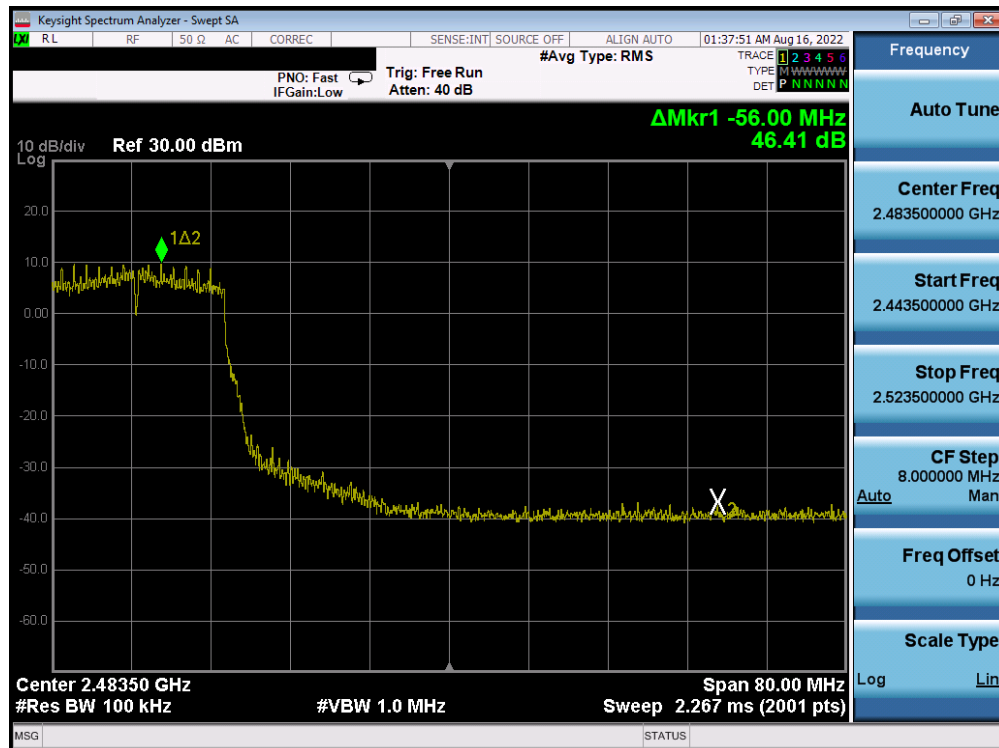 Keysight Spectrum Analyzer - Swept SA
LXI RL RF 50 Ω AC CORREC SENSE:INT SOURCE OFF ALIGN AUTO 01:37:51 AM Aug 16, 2022
#Avg Type: RMS
TRACE 1 2 3 4 5 6
TYPE M WWWWW
DET P N N N N N
PNO: Fast
IFGain:Low
Trig: Free Run
Atten: 40 dB
ΔMkr1 -56.00 MHz
46.41 dB
10 dB/div
Log
Ref 30.00 dBm
20.0
10.0
0.00
-10.0
-20.0
-30.0
-40.0
-50.0
-60.0
1Δ2
X2
Center 2.48350 GHz
Span 80.00 MHz
#Res BW 100 kHz
#VBW 1.0 MHz
Sweep 2.267 ms (2001 pts)
MSG
STATUS
Frequency
Auto Tune
Center Freq
2.483500000 GHz
Start Freq
2.443500000 GHz
Stop Freq
2.523500000 GHz
CF Step
8.000000 MHz
Auto Man
Freq Offset
0 Hz
Scale Type
Log Lin